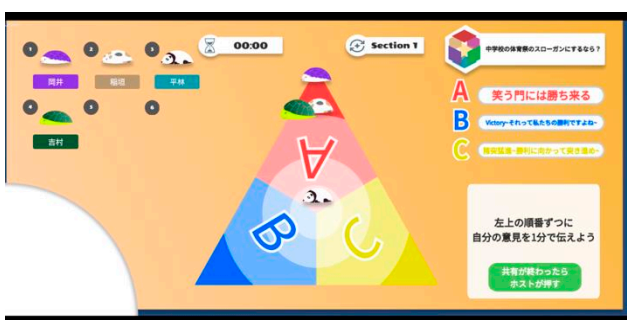 1
2
3
00:00
Section 1
中学校の体育祭のスローガンにするなら？
岡井
稲垣
平林
4
5
6
吉村
A
笑う門には勝ち来る
B
Victory~それって私たちの勝利ですよね~
C
猪突猛進~勝利に向かって突き進め~
A
B
C
左上の順番ずつに
自分の意見を1分で伝えよう
共有が終わったら
ホストが押す